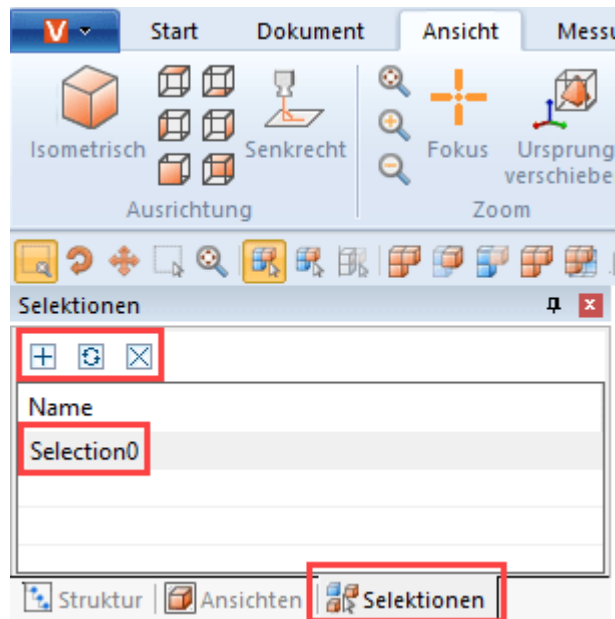 V Start Dokument Ansicht Messu
Isometrisch Senkrecht Fokus Ursprung
verschiebe
Ausrichtung Zoom
Selektionen
Name
Selection0
Struktur Ansichten Selektionen